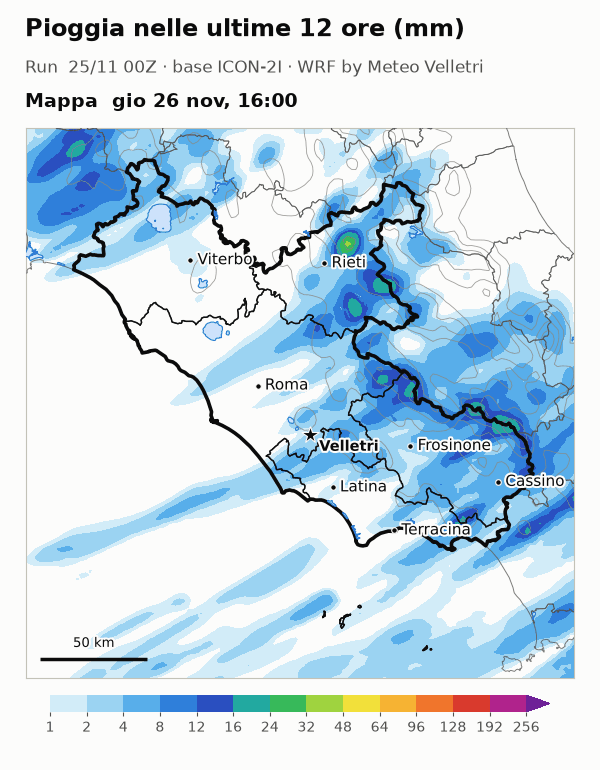 Pioggia nelle ultime 12 ore (mm)
Run  25/11 00Z · base ICON-2I · WRF by Meteo Velletri
Mappa  gio 26 nov, 16:00
Viterbo
Rieti
Roma
Velletri
Frosinone
Latina
Cassino
Terracina
50 km
1 2 4 8 12 16 24 32 48 64 96 128 192 256